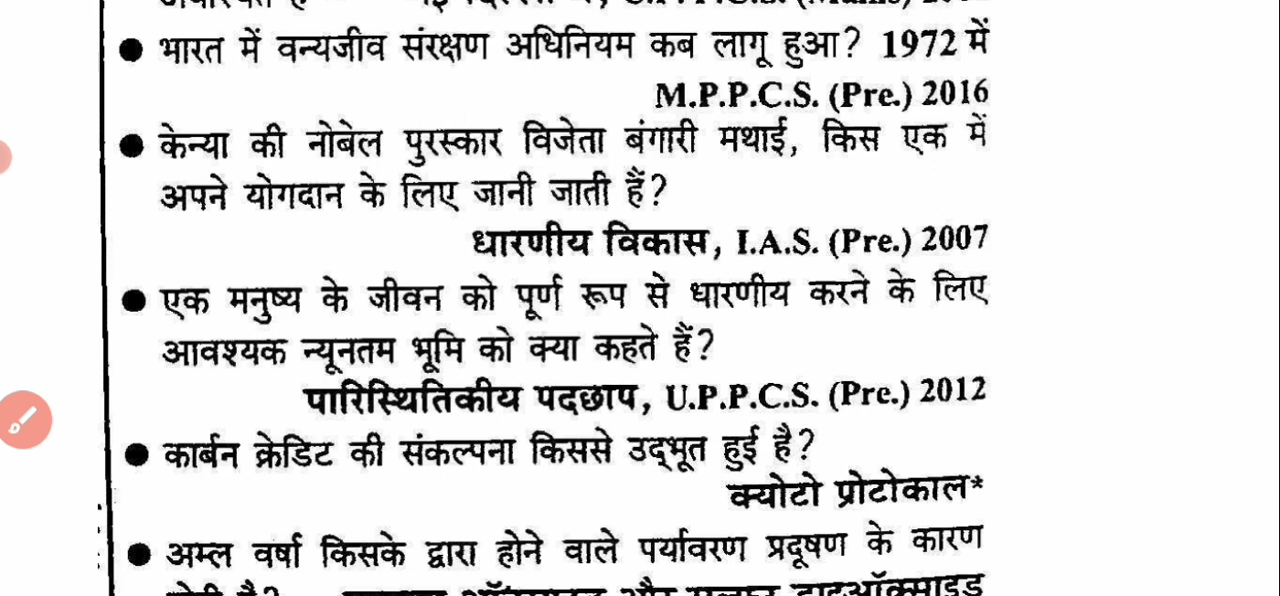 ● भारत में वन्यजीव संरक्षण अधिनियम कब लागू हुआ? 1972 में
M.P.P.C.S. (Pre.) 2016
● केन्या की नोबेल पुरस्कार विजेता बंगारी मथाई, किस एक में
अपने योगदान के लिए जानी जाती हैं?
धारणीय विकास, I.A.S. (Pre.) 2007
● एक मनुष्य के जीवन को पूर्ण रूप से धारणीय करने के लिए
आवश्यक न्यूनतम भूमि को क्या कहते हैं?
पारिस्थितिकीय पदछाप, U.P.P.C.S. (Pre.) 2012
● कार्बन क्रेडिट की संकल्पना किससे उद्भूत हुई है?
क्योटो प्रोटोकाल*
● अम्ल वर्षा किसके द्वारा होने वाले पर्यावरण प्रदूषण के कारण